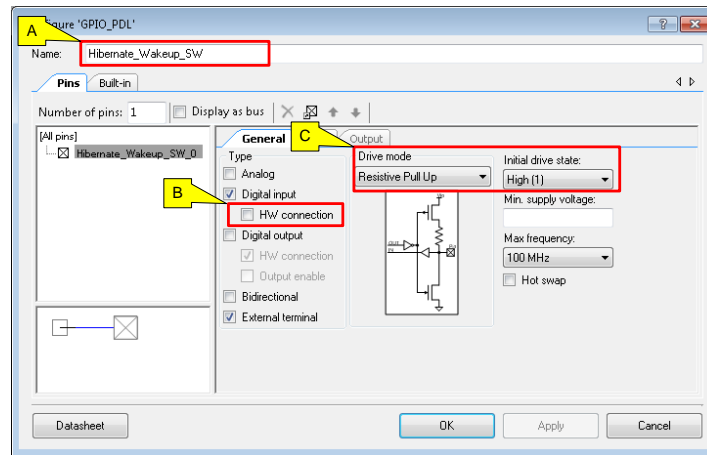 A
Configure 'GPIO_PDL'
Name: Hibernate_Wakeup_SW
Pins Built-in
Number of pins: 1 Display as bus
[All pins]
Hibernate_Wakeup_SW_0
General C Output
Type
Analog
Digital input
B HW connection
Digital output
HW connection
Output enable
Bidirectional
External terminal
Drive mode
Resistive Pull Up
Initial drive state:
High (1)
Min. supply voltage:
Max frequency:
100 MHz
Hot swap
Datasheet OK Apply Cancel